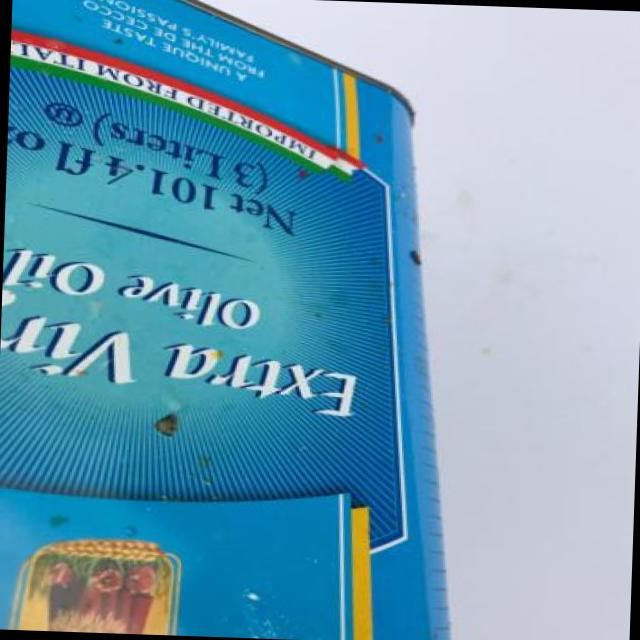 Extra Vir
Olive Oil
Net 101.4 fl oz
(3 Liters) ℮
IMPORTED FROM ITAL
A UNIQUE TASTE
FROM THE DE CECCO
FAMILY'S PASSION